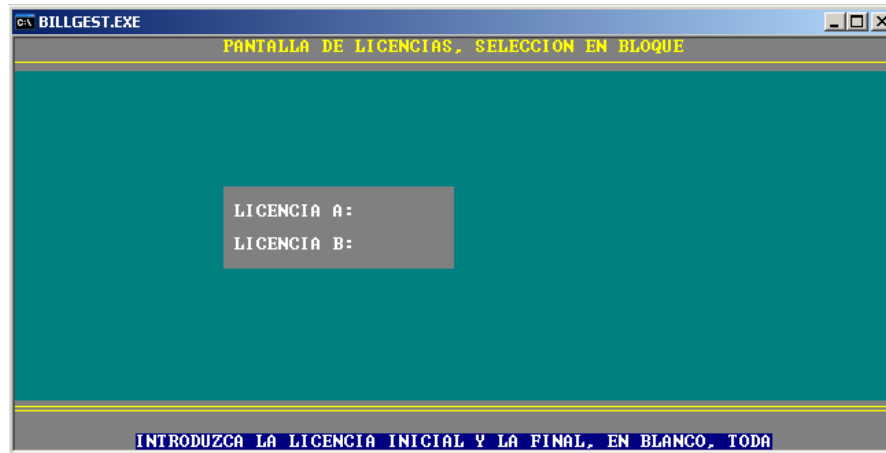 C:\ BILLGEST.EXE
PANTALLA DE LICENCIAS, SELECCION EN BLOQUE
LICENCIA A:
LICENCIA B:
INTRODUZCA LA LICENCIA INICIAL Y LA FINAL, EN BLANCO, TODA